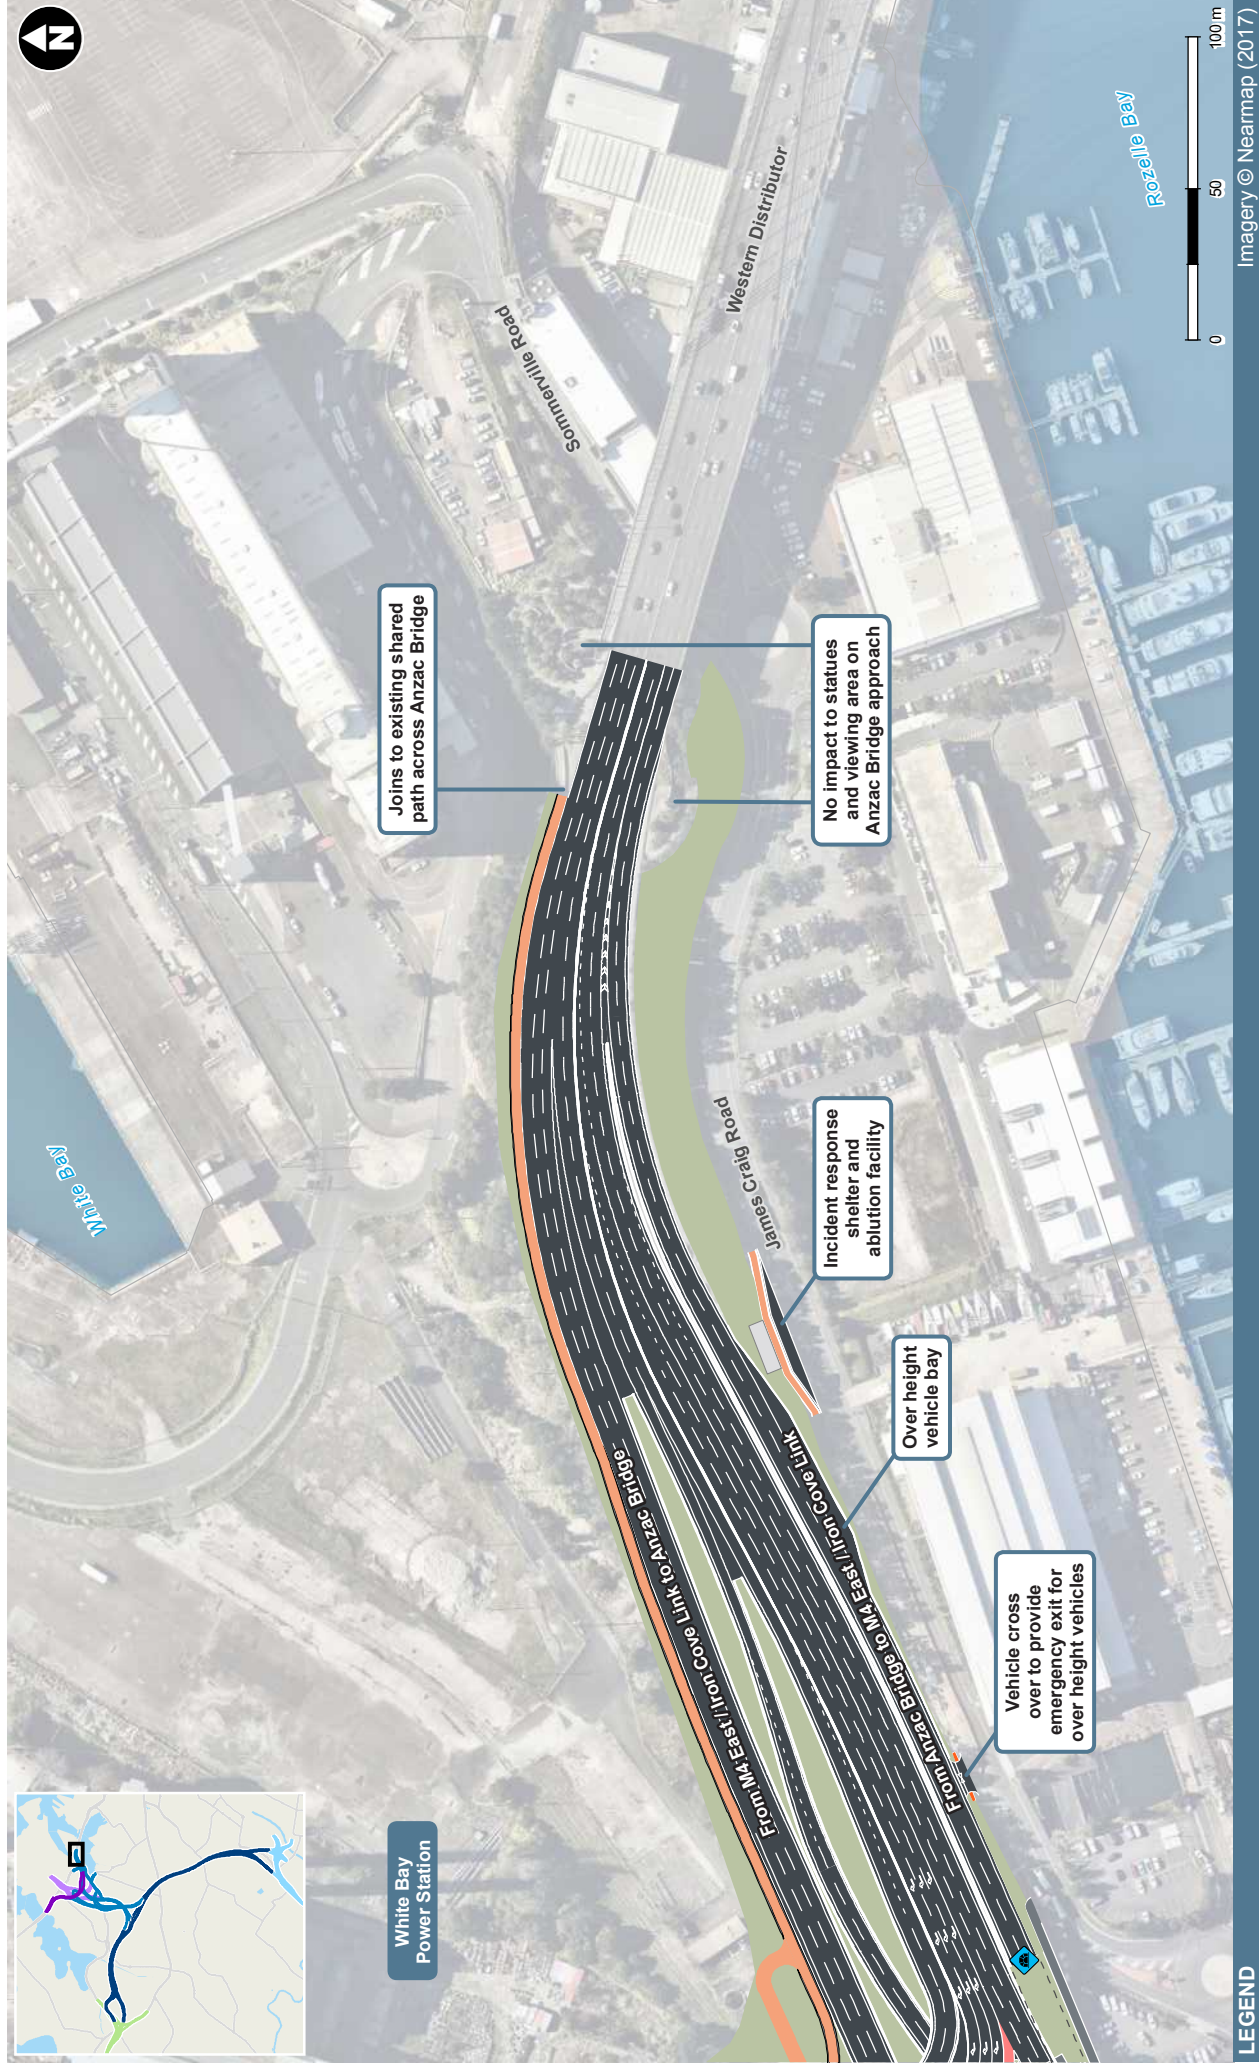 N
White Bay
Joins to existing shared
path across Anzac Bridge
Sommerville Road
Western Distributor
Rozelle Bay
White Bay
Power Station
From M4 East / Iron Cove Link to Anzac Bridge
From Anzac Bridge to M4 East / Iron Cove Link
James Craig Road
No impact to statues
and viewing area on
Anzac Bridge approach
Incident response
shelter and
ablution facility
Over height
vehicle bay
Vehicle cross
over to provide
emergency exit for
over height vehicles
0
50
100 m
LEGEND
Imagery © Nearmap (2017)